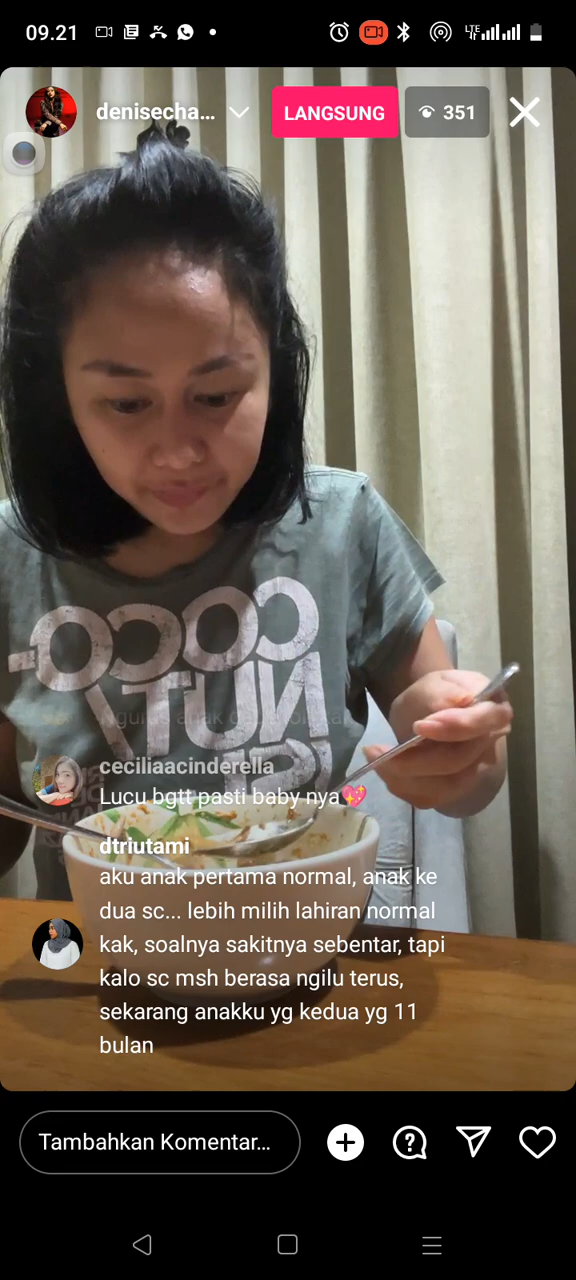 09.21
LTE
denisecha...
LANGSUNG
351
COCO-
NUT
ceciliaacinderella
Lucu bgtt pasti baby nya💖
dtriutami
aku anak pertama normal, anak ke
dua sc... lebih milih lahiran normal
kak, soalnya sakitnya sebentar, tapi
kalo sc msh berasa ngilu terus,
sekarang anakku yg kedua yg 11
bulan
Tambahkan Komentar...